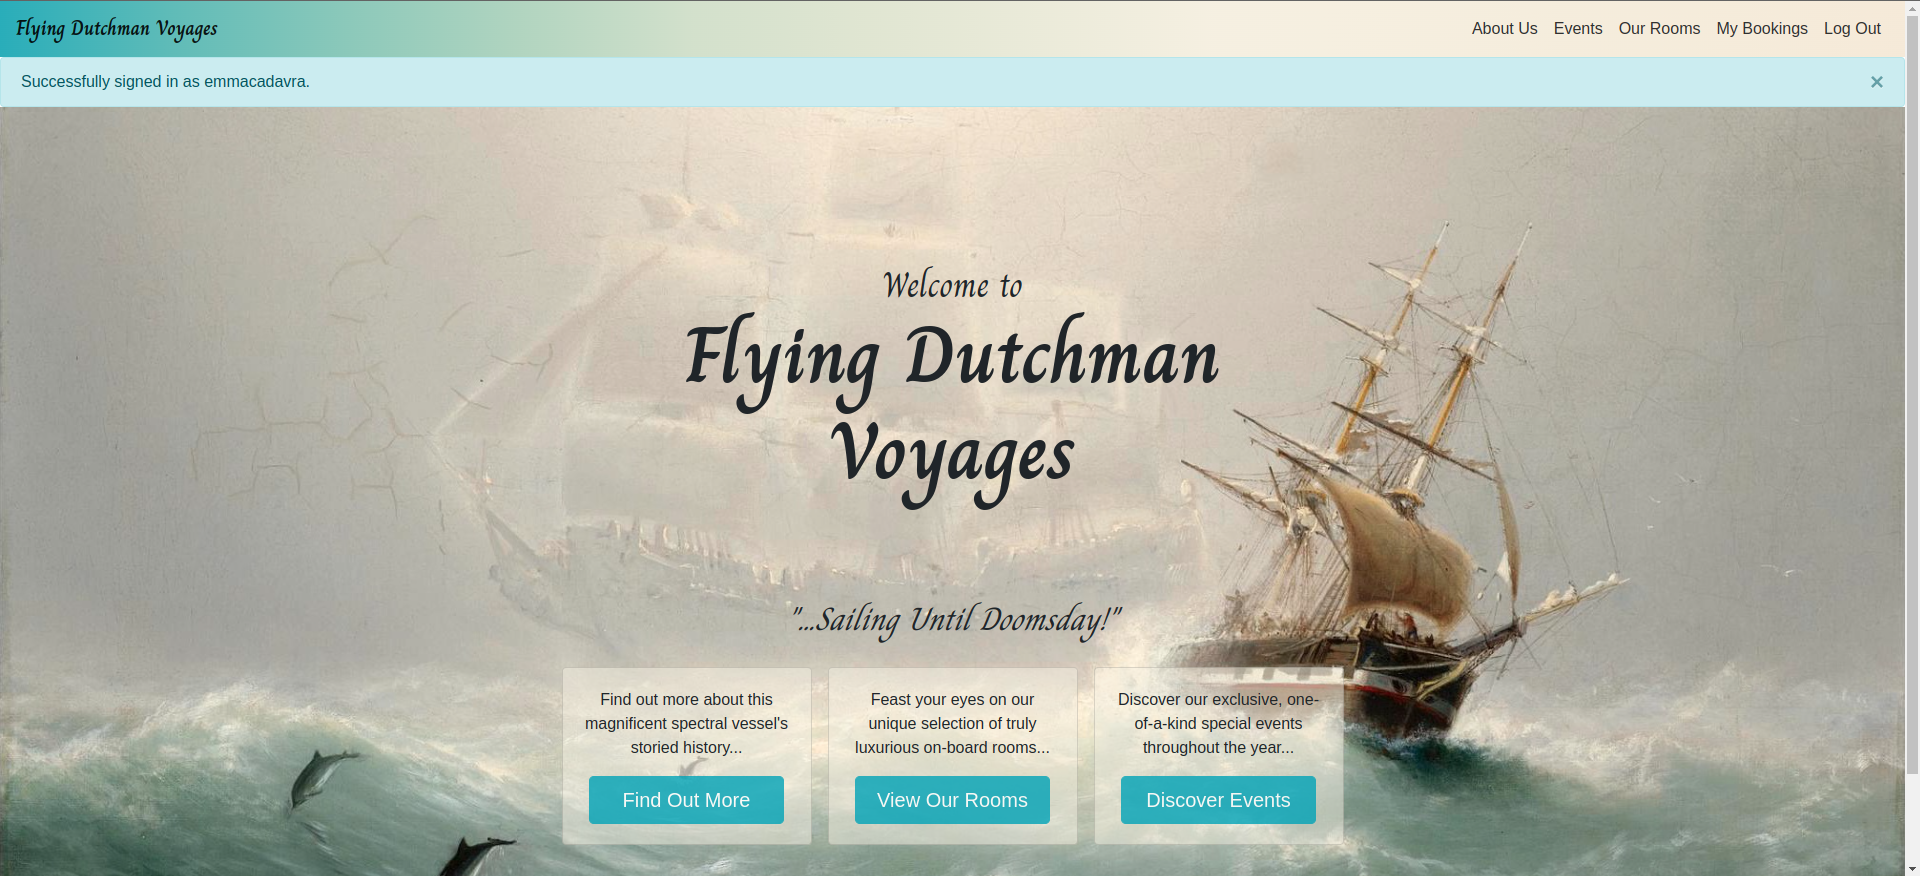 Flying Dutchman Voyages
About Us Events Our Rooms My Bookings Log Out
Successfully signed in as emmacadavra.
×
Welcome to
Flying Dutchman
Voyages
"...Sailing Until Doomsday!"
Find out more about this
magnificent spectral vessel's
storied history...
Find Out More
Feast your eyes on our
unique selection of truly
luxurious on-board rooms...
View Our Rooms
Discover our exclusive, one-
of-a-kind special events
throughout the year...
Discover Events